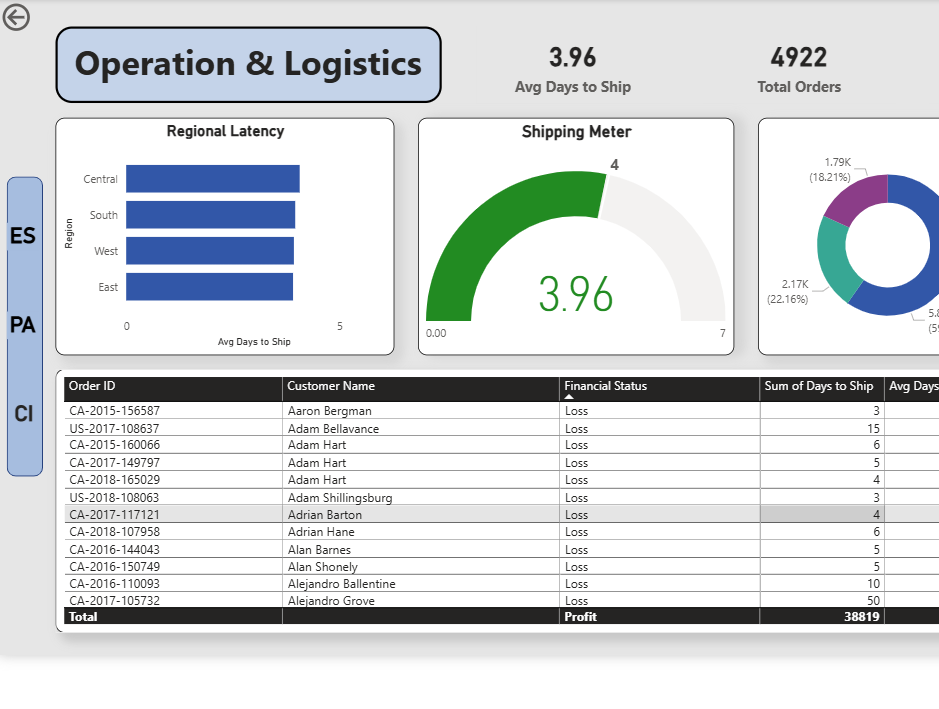 Operation & Logistics
3.96
Avg Days to Ship
4922
Total Orders
ES
PA
CI
Regional Latency
Region
Central
South
West
East
0
5
Avg Days to Ship
Shipping Meter
4
3.96
0.00
7
1.79K
(18.21%)
2.17K
(22.16%)
5.8
(59
Order ID Customer Name Financial Status Sum of Days to Ship Avg Days
CA-2015-156587 Aaron Bergman Loss 3
US-2017-108637 Adam Bellavance Loss 15
CA-2015-160066 Adam Hart Loss 6
CA-2017-149797 Adam Hart Loss 5
CA-2018-165029 Adam Hart Loss 4
US-2018-108063 Adam Shillingsburg Loss 3
CA-2017-117121 Adrian Barton Loss 4
CA-2018-107958 Adrian Hane Loss 6
CA-2016-144043 Alan Barnes Loss 5
CA-2016-150749 Alan Shonely Loss 5
CA-2016-110093 Alejandro Ballentine Loss 10
CA-2017-105732 Alejandro Grove Loss 50
Total Profit 38819